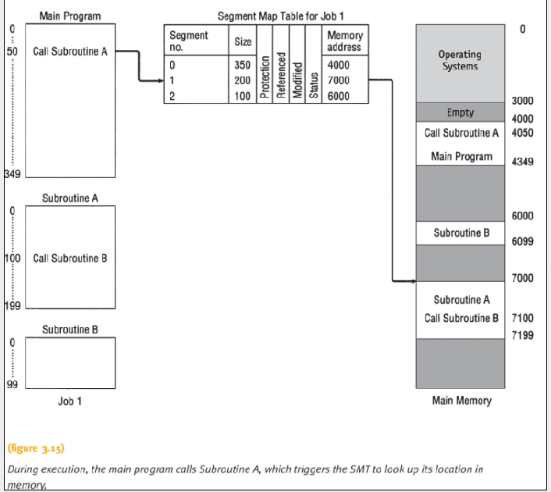 Main Program
0
50 Call Subroutine A
349
Subroutine A
0
100 Call Subroutine B
199
Subroutine B
0
99
Job 1
Segment Map Table for Job 1
Segment no. Size Protection Referenced Modified Status Memory address
0 350 4000
1 200 7000
2 100 6000
0
Operating
Systems
3000
Empty
4000
Call Subroutine A 4050
Main Program 4349
6000
Subroutine B
6099
7000
Subroutine A
Call Subroutine B 7100
7199
Main Memory
(figure 3.15)
During execution, the main program calls Subroutine A, which triggers the SMT to look up its location in
memory.